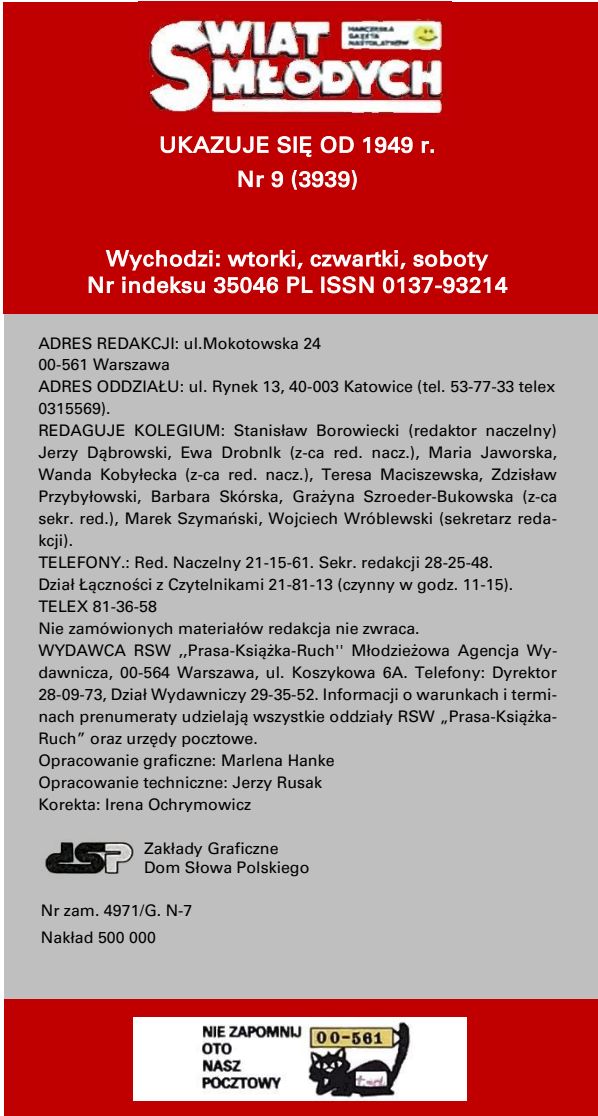 ŚWIAT
MŁODYCH
HARCERSKA
GAZETA
NASTOLATKÓW
UKAZUJE SIĘ OD 1949 r.
Nr 9 (3939)
Wychodzi: wtorki, czwartki, soboty
Nr indeksu 35046 PL ISSN 0137-93214
ADRES REDAKCJI: ul.Mokotowska 24
00-561 Warszawa
ADRES ODDZIAŁU: ul. Rynek 13, 40-003 Katowice (tel. 53-77-33 telex
0315569).
REDAGUJE KOLEGIUM: Stanisław Borowiecki (redaktor naczelny)
Jerzy Dąbrowski, Ewa Drobnlk (z-ca red. nacz.), Maria Jaworska,
Wanda Kobyłecka (z-ca red. nacz.), Teresa Maciszewska, Zdzisław
Przybyłowski, Barbara Skórska, Grażyna Szroeder-Bukowska (z-ca
sekr. red.), Marek Szymański, Wojciech Wróblewski (sekretarz reda-
kcji).
TELEFONY.: Red. Naczelny 21-15-61. Sekr. redakcji 28-25-48.
Dział Łączności z Czytelnikami 21-81-13 (czynny w godz. 11-15).
TELEX 81-36-58
Nie zamówionych materiałów redakcja nie zwraca.
WYDAWCA RSW ,,Prasa-Książka-Ruch'' Młodzieżowa Agencja Wy-
dawnicza, 00-564 Warszawa, ul. Koszykowa 6A. Telefony: Dyrektor
28-09-73, Dział Wydawniczy 29-35-52. Informacji o warunkach i termi-
nach prenumeraty udzielają wszystkie oddziały RSW „Prasa-Książka-
Ruch” oraz urzędy pocztowe.
Opracowanie graficzne: Marlena Hanke
Opracowanie techniczne: Jerzy Rusak
Korekta: Irena Ochrymowicz
dSP
Zakłady Graficzne
Dom Słowa Polskiego
Nr zam. 4971/G. N-7
Nakład 500 000
NIE ZAPOMNIJ
OTO
NASZ
POCZTOWY
00-561